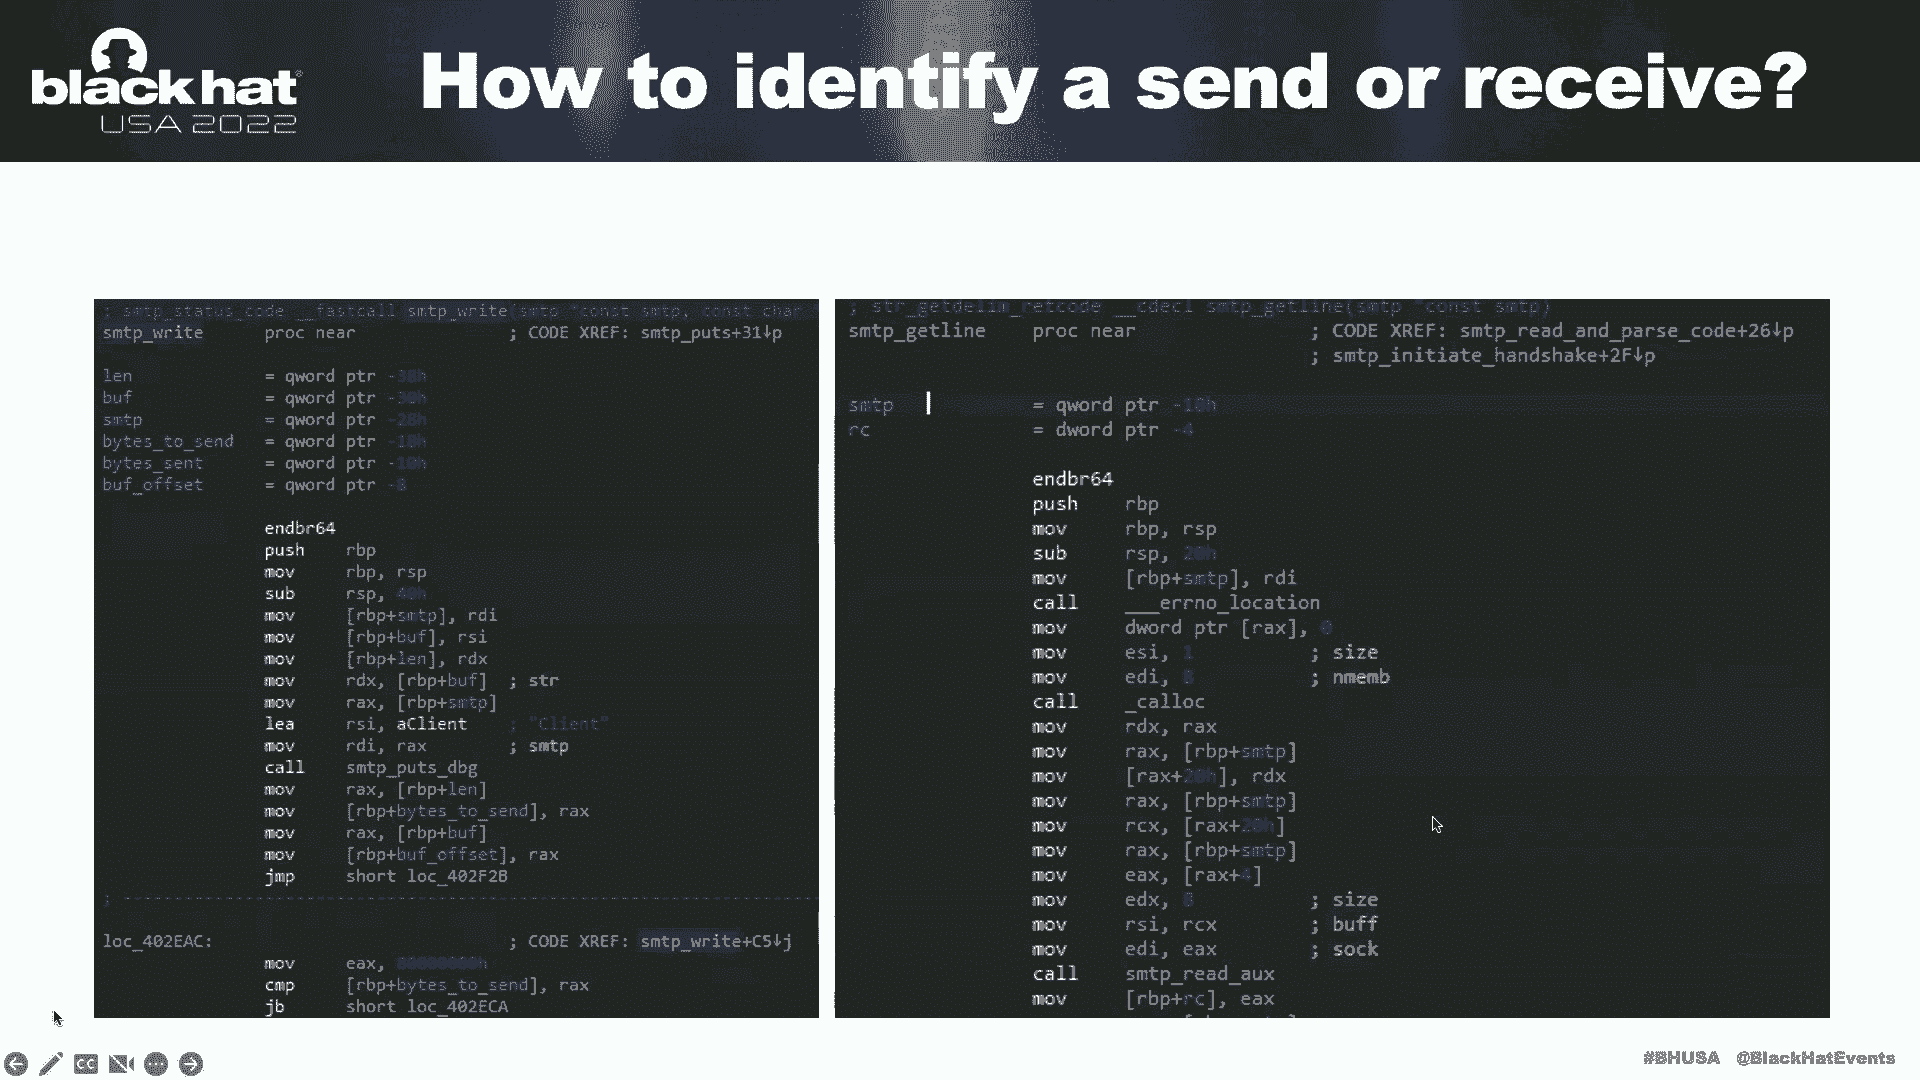 black hat®
USA 2022
How to identify a send or receive?
; smtp_status_code __fastcall smtp_write(smtp *const smtp, const char
smtp_write proc near ; CODE XREF: smtp_puts+31↓p
len = qword ptr -38h
buf = qword ptr -30h
smtp = qword ptr -28h
bytes_to_send = qword ptr
bytes_sent = qword ptr -10h
buf_offset = qword ptr -8
endbr64
push rbp
mov rbp, rsp
sub rsp, 40h
mov [rbp+smtp], rdi
mov [rbp+buf], rsi
mov [rbp+len], rdx
mov rdx, [rbp+buf] ; str
mov rax, [rbp+smtp]
lea rsi, aClient ; "Client"
mov rdi, rax ; smtp
call smtp_puts_dbg
mov rax, [rbp+len]
mov [rbp+bytes_to_send], rax
mov rax, [rbp+buf]
mov [rbp+buf_offset], rax
jmp short loc_402F2B
; ---------------------------------------------------------------------------
loc_402EAC: ; CODE XREF: smtp_write+C5↓j
mov eax,
cmp [rbp+bytes_to_send], rax
jb short loc_402ECA
; str_getdelim_retcode __cdecl smtp_getline(smtp *const smtp)
smtp_getline proc near ; CODE XREF: smtp_read_and_parse_code+26↓p
; smtp_initiate_handshake+2F↓p
smtp = qword ptr -18h
rc = dword ptr -4
endbr64
push rbp
mov rbp, rsp
sub rsp, 20h
mov [rbp+smtp], rdi
call ___errno_location
mov dword ptr [rax], 0
mov esi, 1 ; size
mov edi, 8 ; nmemb
call _calloc
mov rdx, rax
mov rax, [rbp+smtp]
mov [rax+20h], rdx
mov rax, [rbp+smtp]
mov rcx, [rax+20h]
mov rax, [rbp+smtp]
mov eax, [rax+4]
mov edx, 8 ; size
mov rsi, rcx ; buff
mov edi, eax ; sock
call smtp_read_aux
mov [rbp+rc], eax
CC
#BHUSA @BlackHatEvents